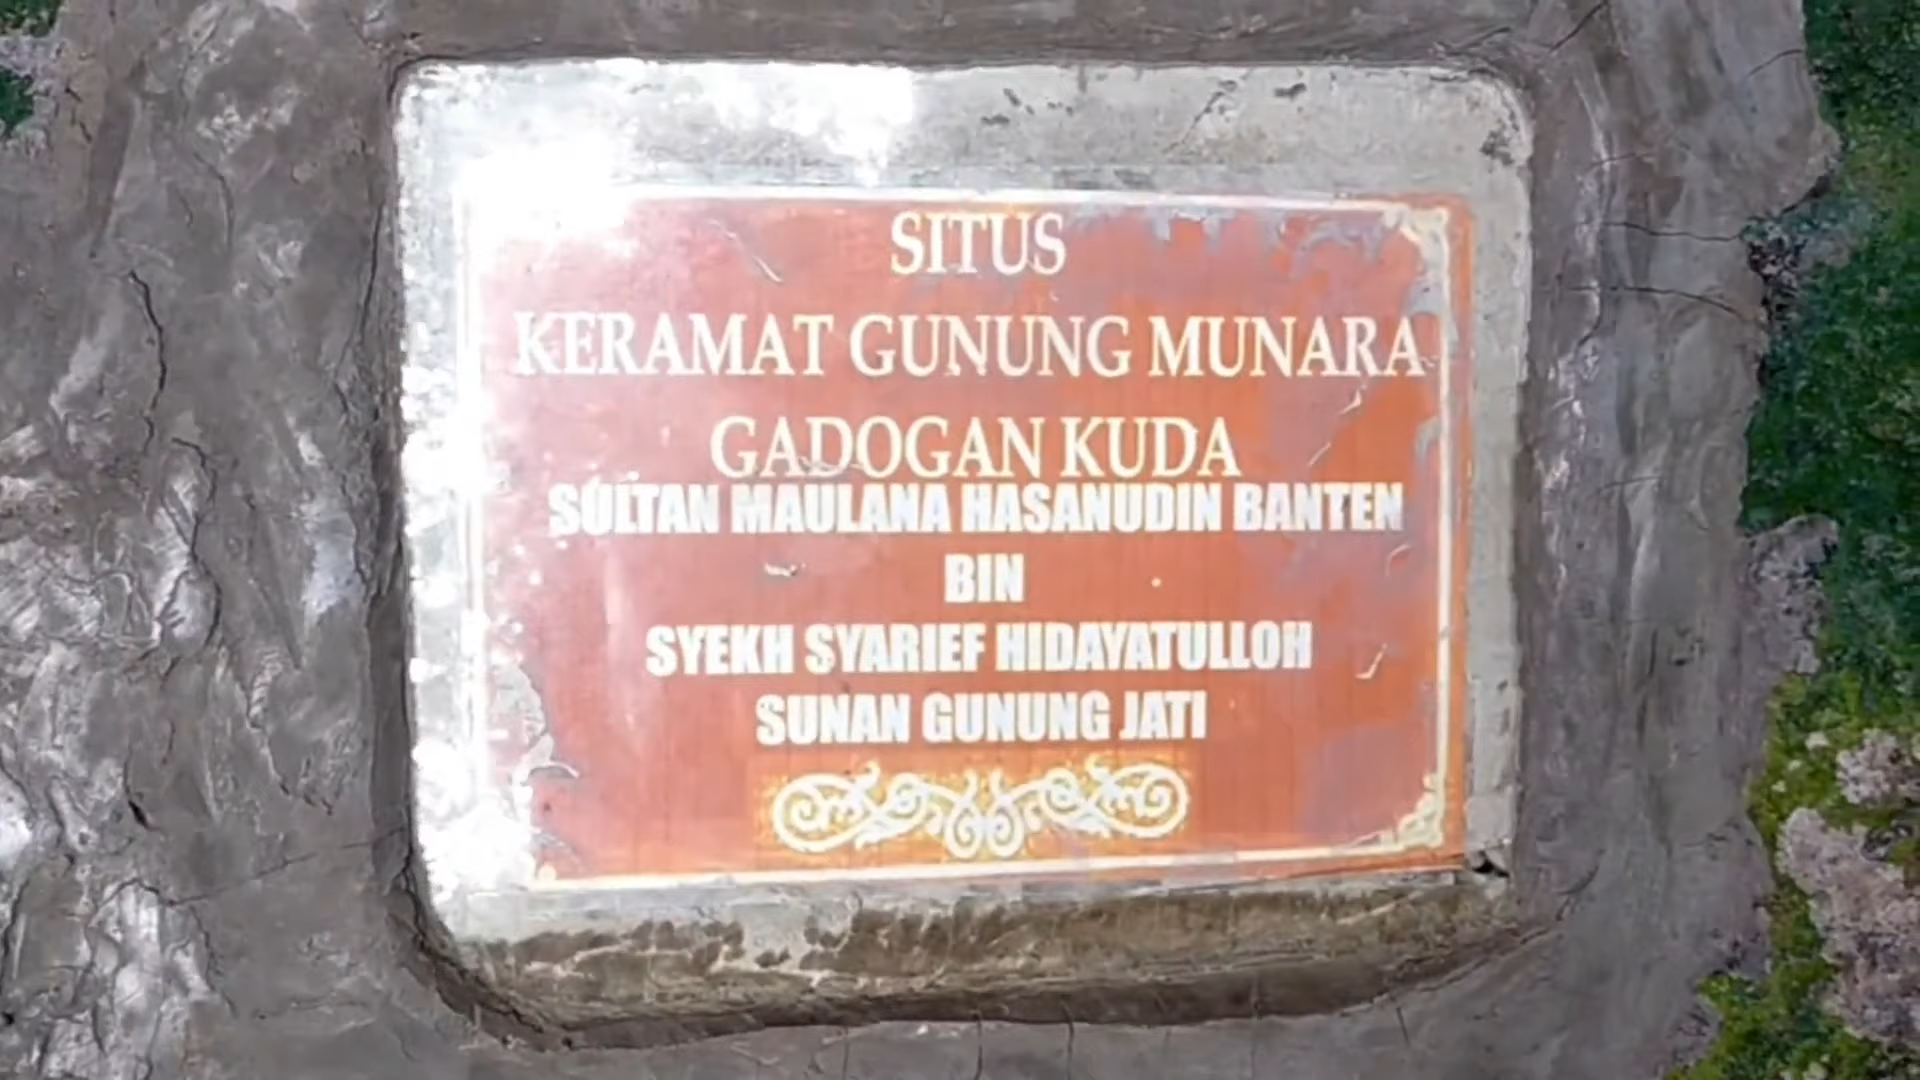 SITUS
KERAMAT GUNUNG MUNARA
GADOGAN KUDA
SULTAN MAULANA HASANUDIN BANTEN
BIN
SYEKH SYARIEF HIDAYATULLOH
SUNAN GUNUNG JATI